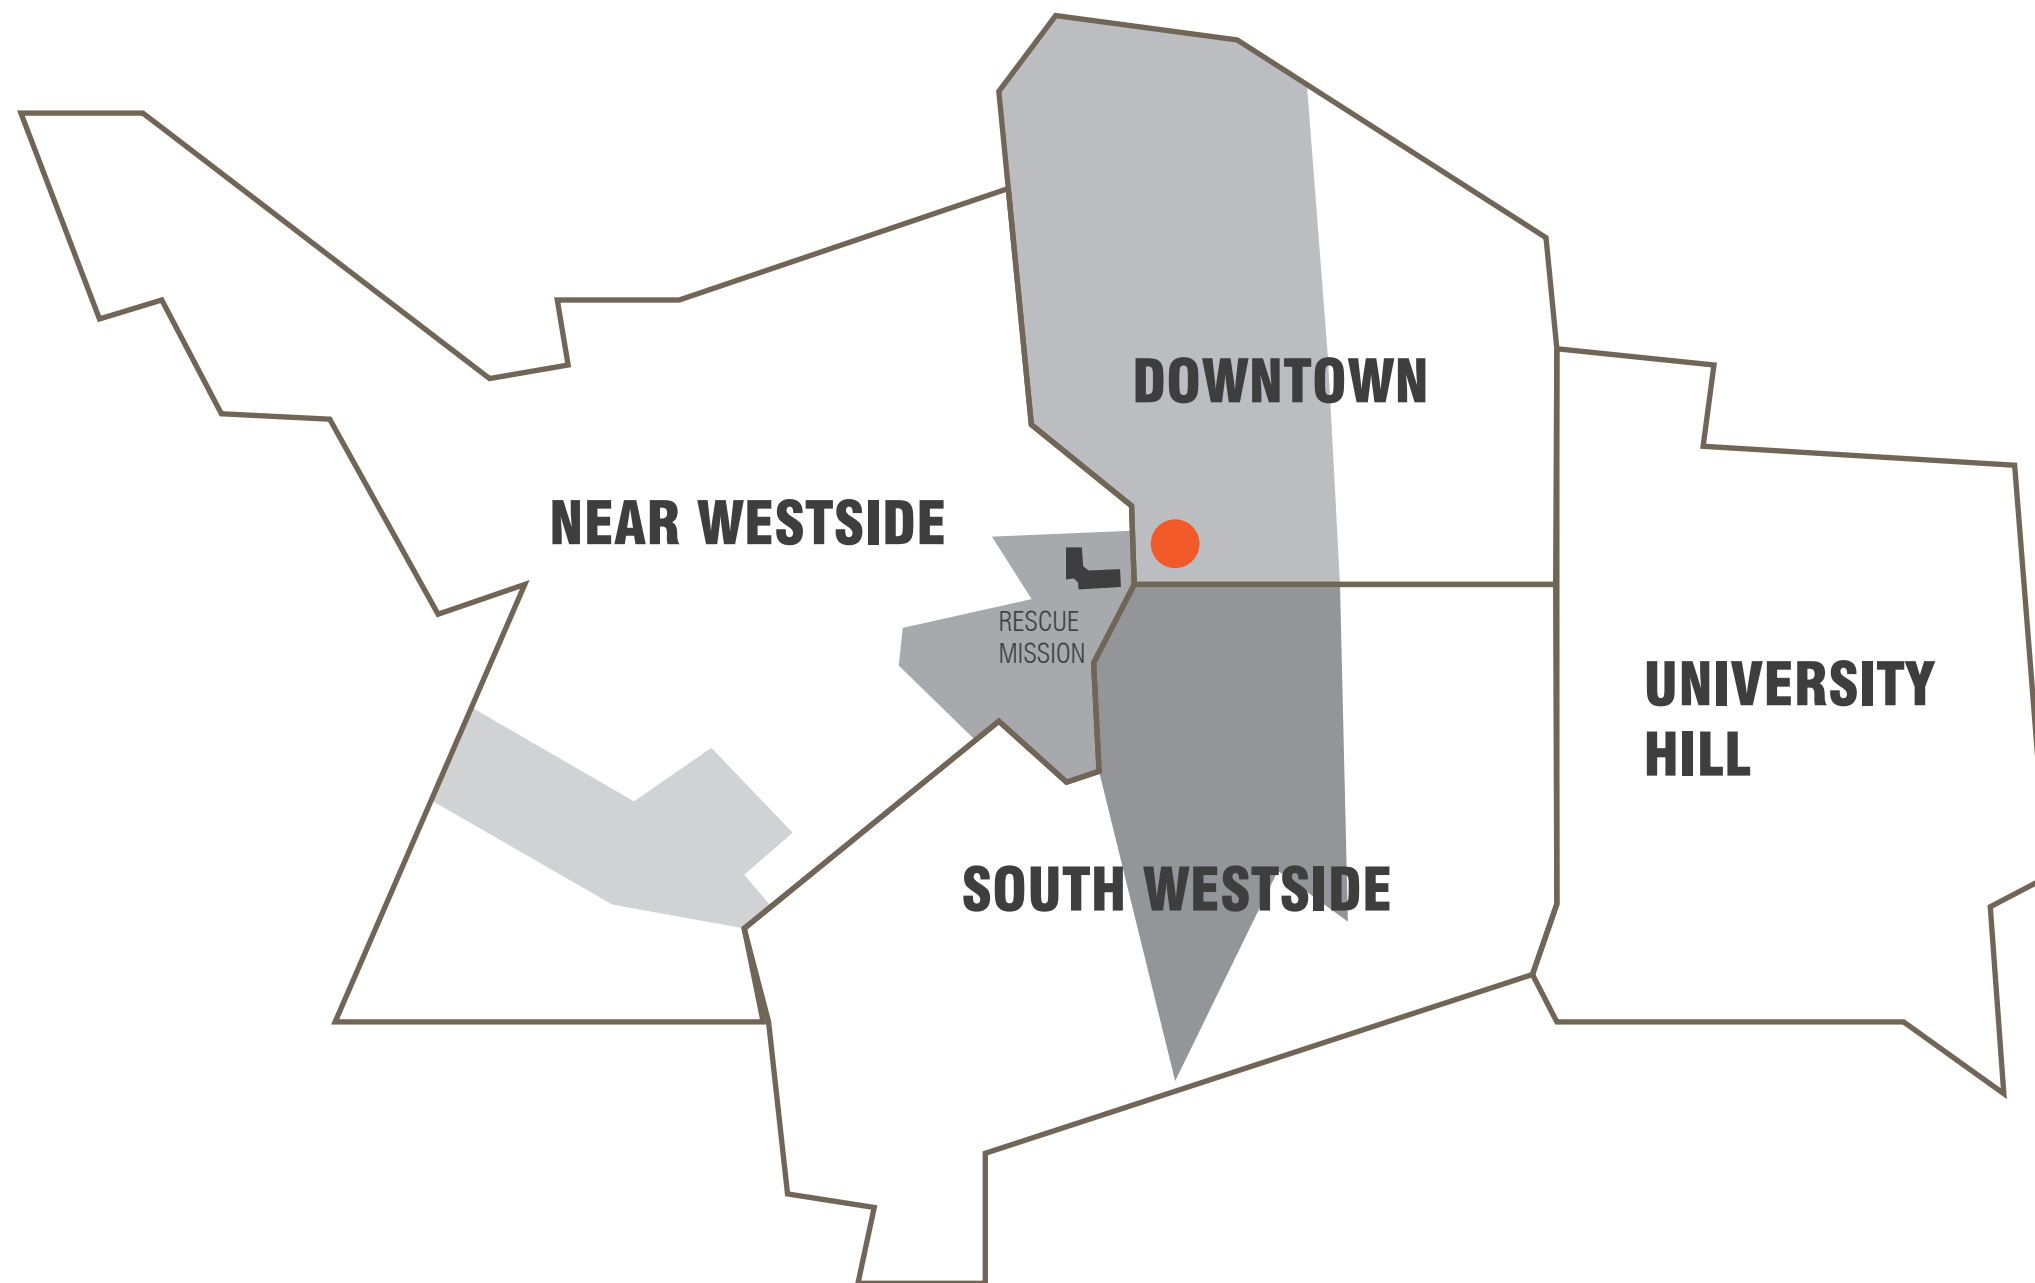 DOWNTOWN
NEAR WESTSIDE
RESCUE
MISSION
UNIVERSITY
HILL
SOUTH WESTSIDE